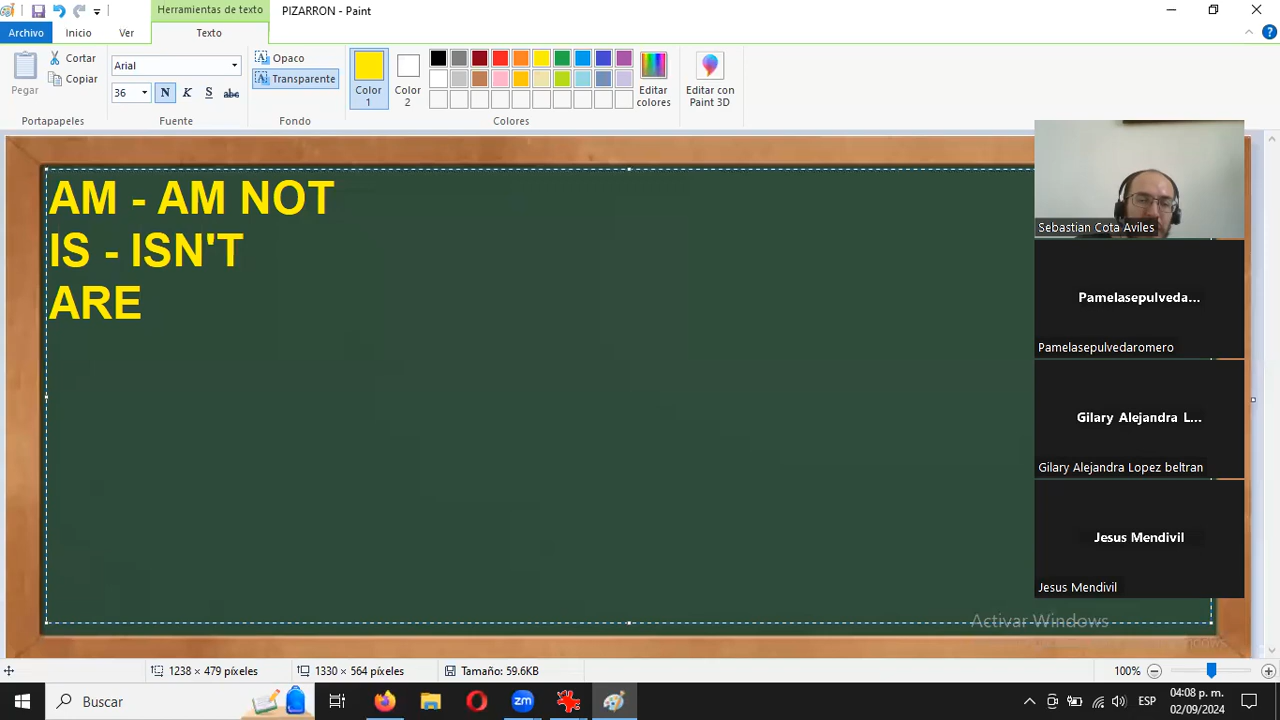 Herramientas de texto
PIZARRON - Paint
Archivo
Inicio
Ver
Texto
Pegar
Cortar
Copiar
Portapapeles
Arial
36
N K S abc
Fuente
Opaco
Transparente
Fondo
Color 1
Color 2
Colores
Editar colores
Editar con Paint 3D
AM - AM NOT
IS - ISN'T
ARE
Sebastian Cota Aviles
Pamelasepulveda...
Pamelasepulvedaromero
Gilary Alejandra L...
Gilary Alejandra Lopez beltran
Jesus Mendivil
Jesus Mendivil
Activar Windows
1238 × 479 píxeles
1330 × 564 píxeles
Tamaño: 59.6KB
100%
Buscar
zm
ESP
04:08 p. m.
02/09/2024